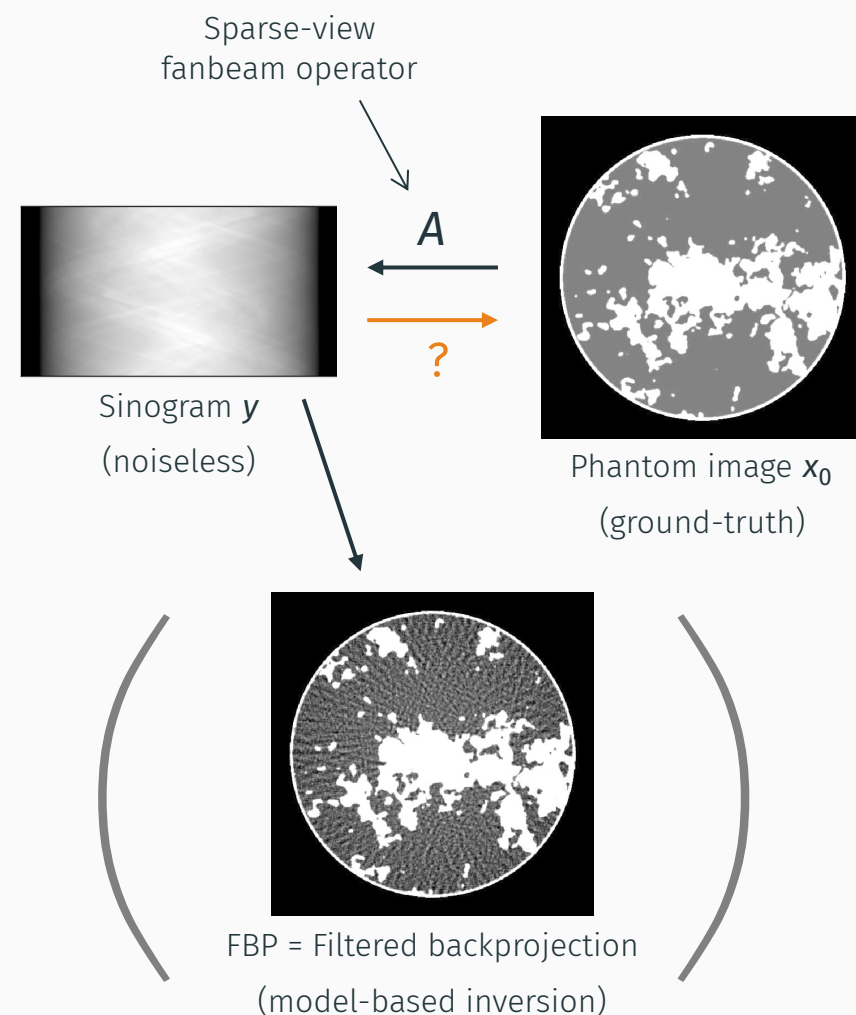 Sparse-view
fanbeam operator
A
?
Sinogram y
(noiseless)
Phantom image x₀
(ground-truth)
FBP = Filtered backprojection
(model-based inversion)